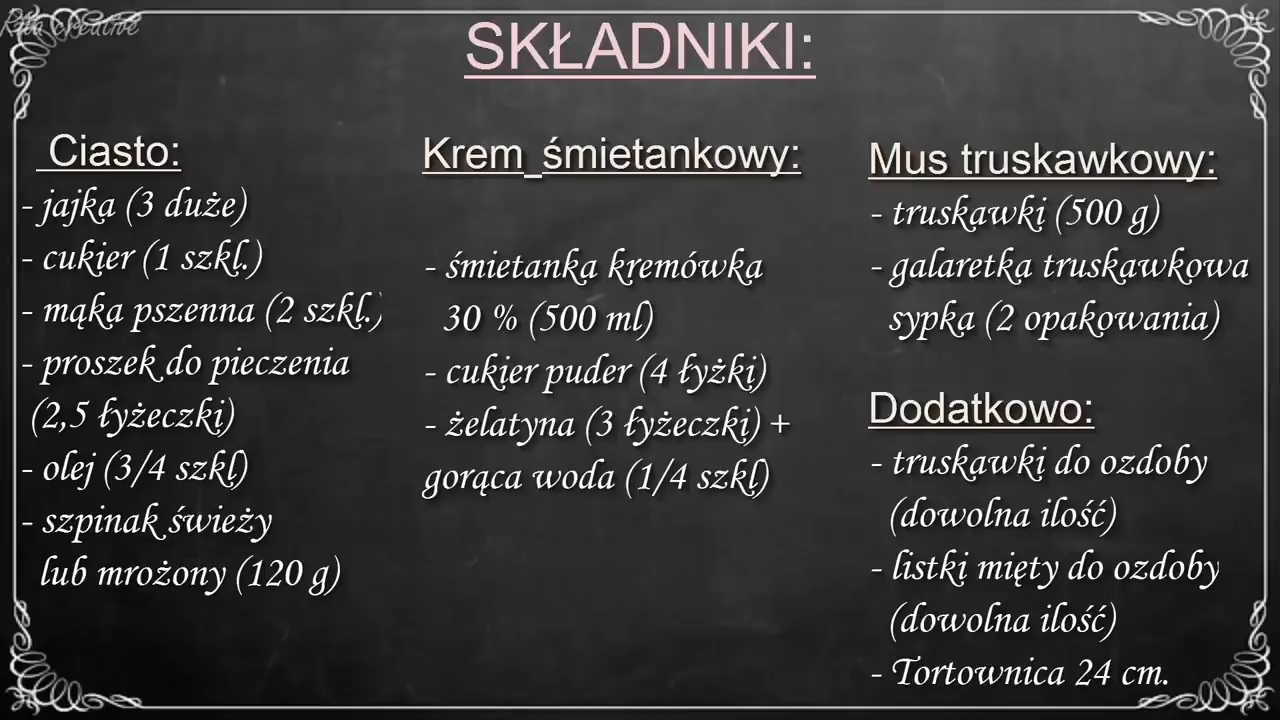 Rita creative
SKŁADNIKI:
Ciasto:
- jajka (3 duże)
- cukier (1 szkl.)
- mąka pszenna (2 szkl.)
- proszek do pieczenia
(2,5 łyżeczki)
- olej (3/4 szkl)
- szpinak świeży
lub mrożony (120 g)
Krem_śmietankowy:
- śmietanka kremówka
30 % (500 ml)
- cukier puder (4 łyżki)
- żelatyna (3 łyżeczki) +
gorąca woda (1/4 szkl)
Mus truskawkowy:
- truskawki (500 g)
- galaretka truskawkowa
sypka (2 opakowania)
Dodatkowo:
- truskawki do ozdoby
(dowolna ilość)
- listki mięty do ozdoby
(dowolna ilość)
- Tortownica 24 cm.